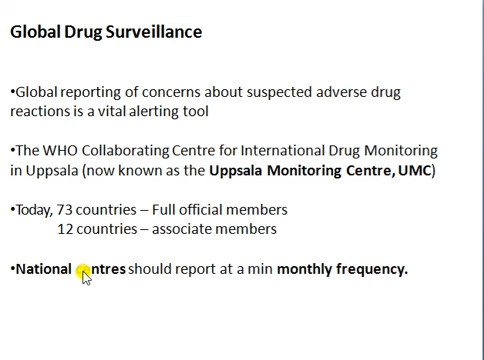 Global Drug Surveillance
•Global reporting of concerns about suspected adverse drug
reactions is a vital alerting tool
•The WHO Collaborating Centre for International Drug Monitoring
in Uppsala (now known as the Uppsala Monitoring Centre, UMC)
•Today, 73 countries – Full official members
12 countries – associate members
•National centres should report at a min monthly frequency.